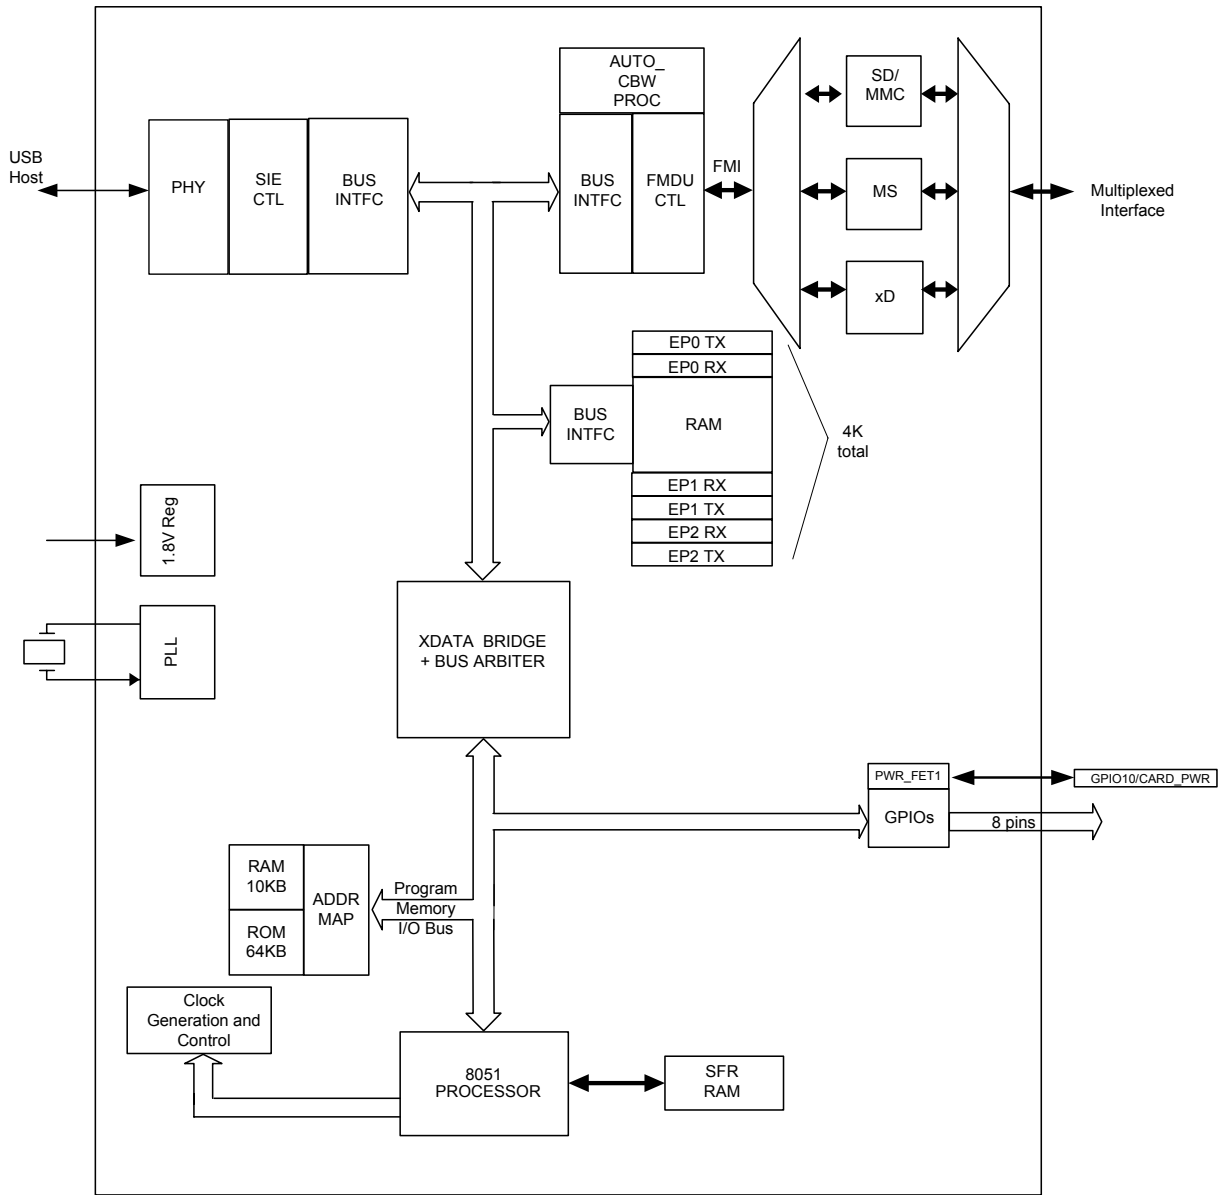 AUTO_
CBW
PROC
SD/
MMC
USB
Host
PHY
SIE
CTL
BUS
INTFC
BUS
INTFC
FMDU
CTL
FMI
MS
Multiplexed
Interface
xD
EP0 TX
EP0 RX
BUS
INTFC
RAM
4K
total
EP1 RX
EP1 TX
EP2 RX
EP2 TX
1.8V Reg
PLL
XDATA BRIDGE
+ BUS ARBITER
PWR_FET1
GPIO10/CARD_PWR
GPIOs
8 pins
RAM
10KB
ADDR
MAP
ROM
64KB
Program
Memory
I/O Bus
Clock
Generation and
Control
8051
PROCESSOR
SFR
RAM